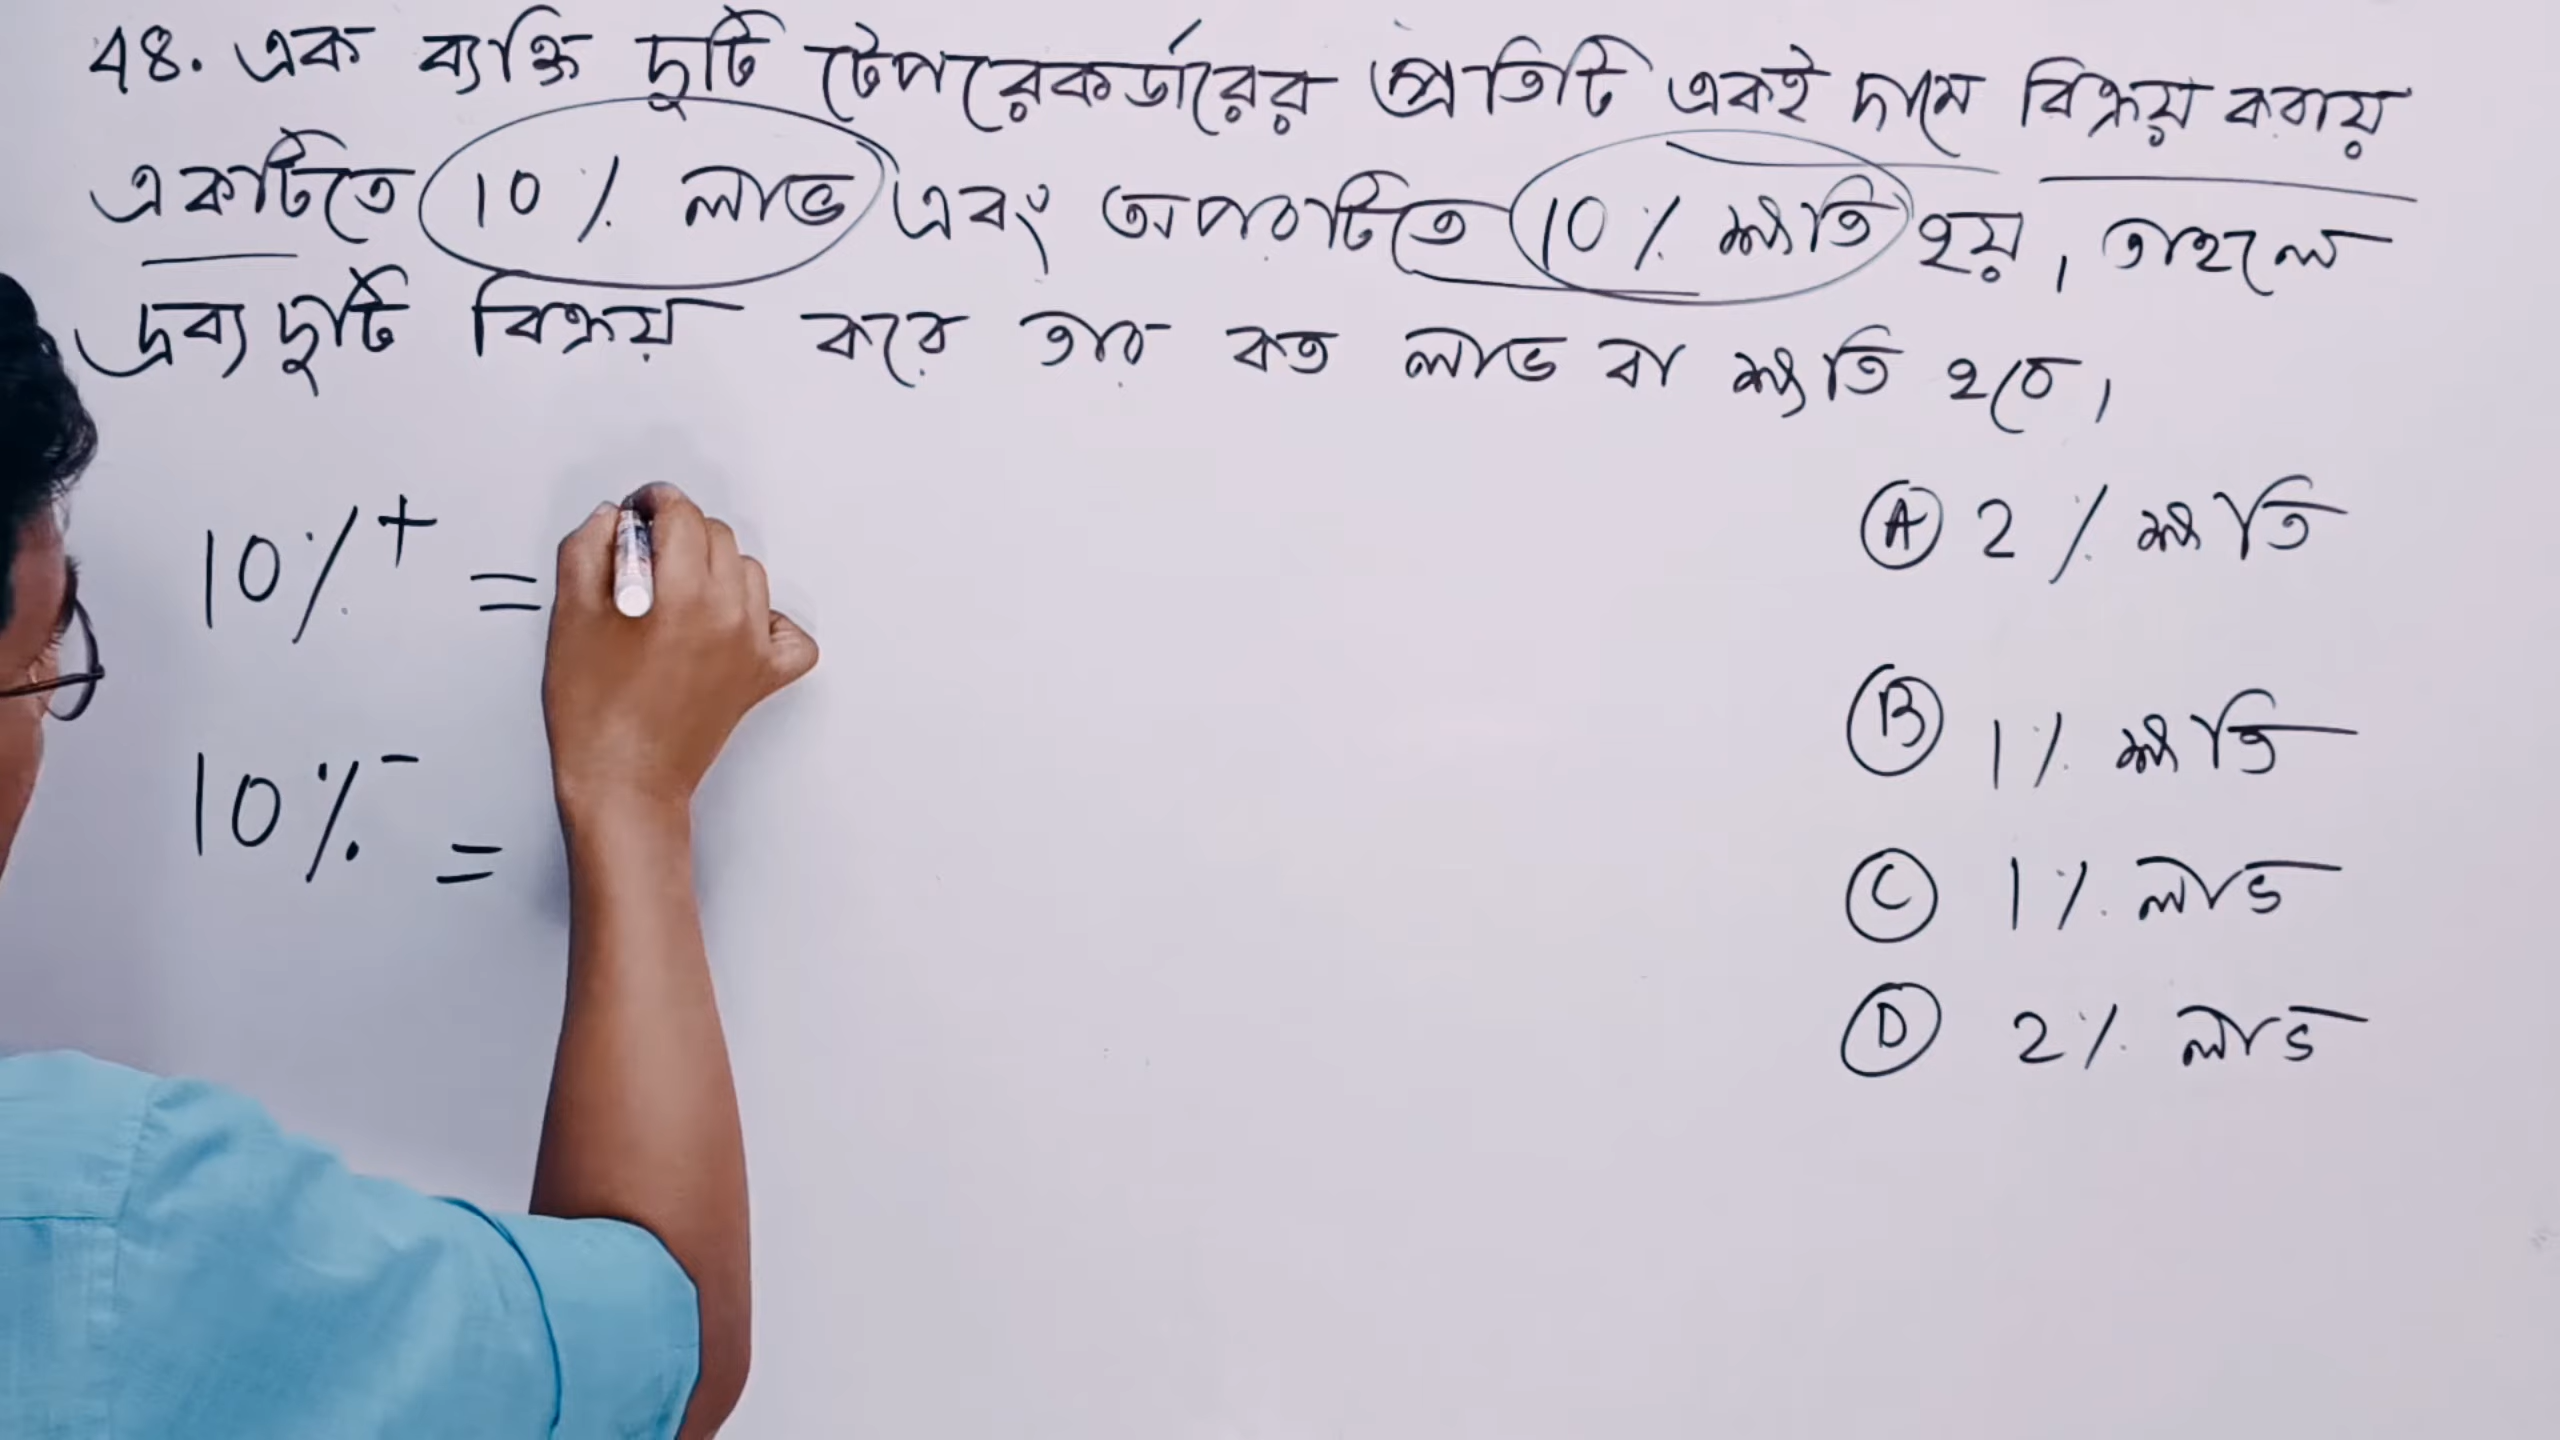 48. এক ব্যক্তি দুটি টেপরেকর্ডারের প্রতিটি একই দামে বিক্রয় করায়
একটিতে 10 % লাভ এবং অপরটিতে 10 % ক্ষতি হয়, তাহলে
দ্রব্য দুটি বিক্রয় করে তার কত লাভ বা ক্ষতি হবে।
10%+ =
10%- =
(A) 2 % ক্ষতি
(B) 1 % ক্ষতি
(C) 1 % লাভ
(D) 2 % লাভ